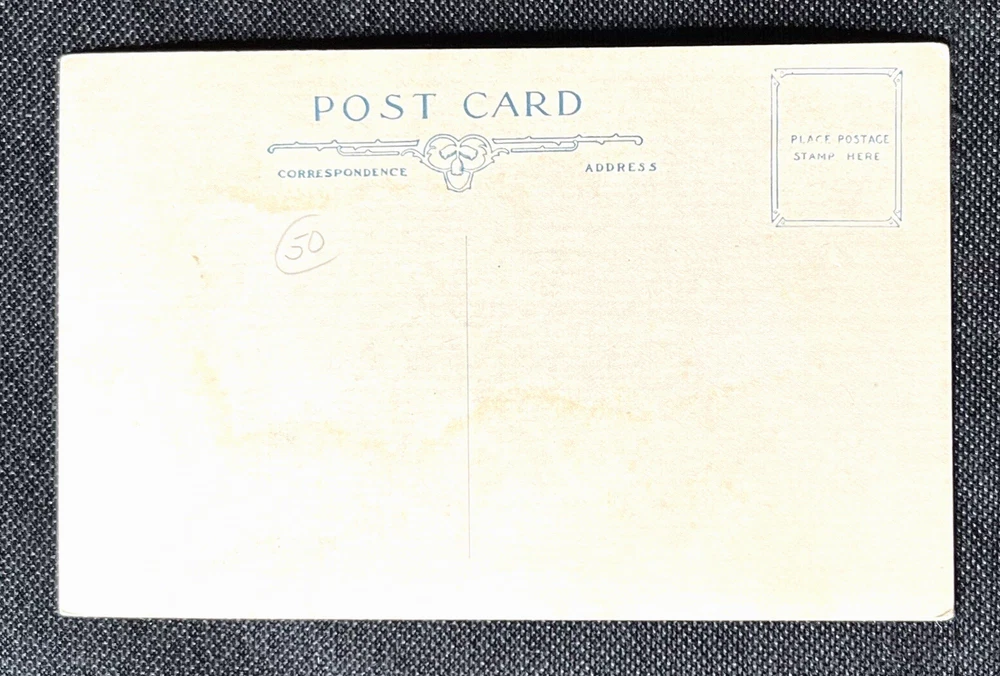 POST CARD
CORRESPONDENCE
ADDRESS
PLACE POSTAGE
STAMP HERE
50